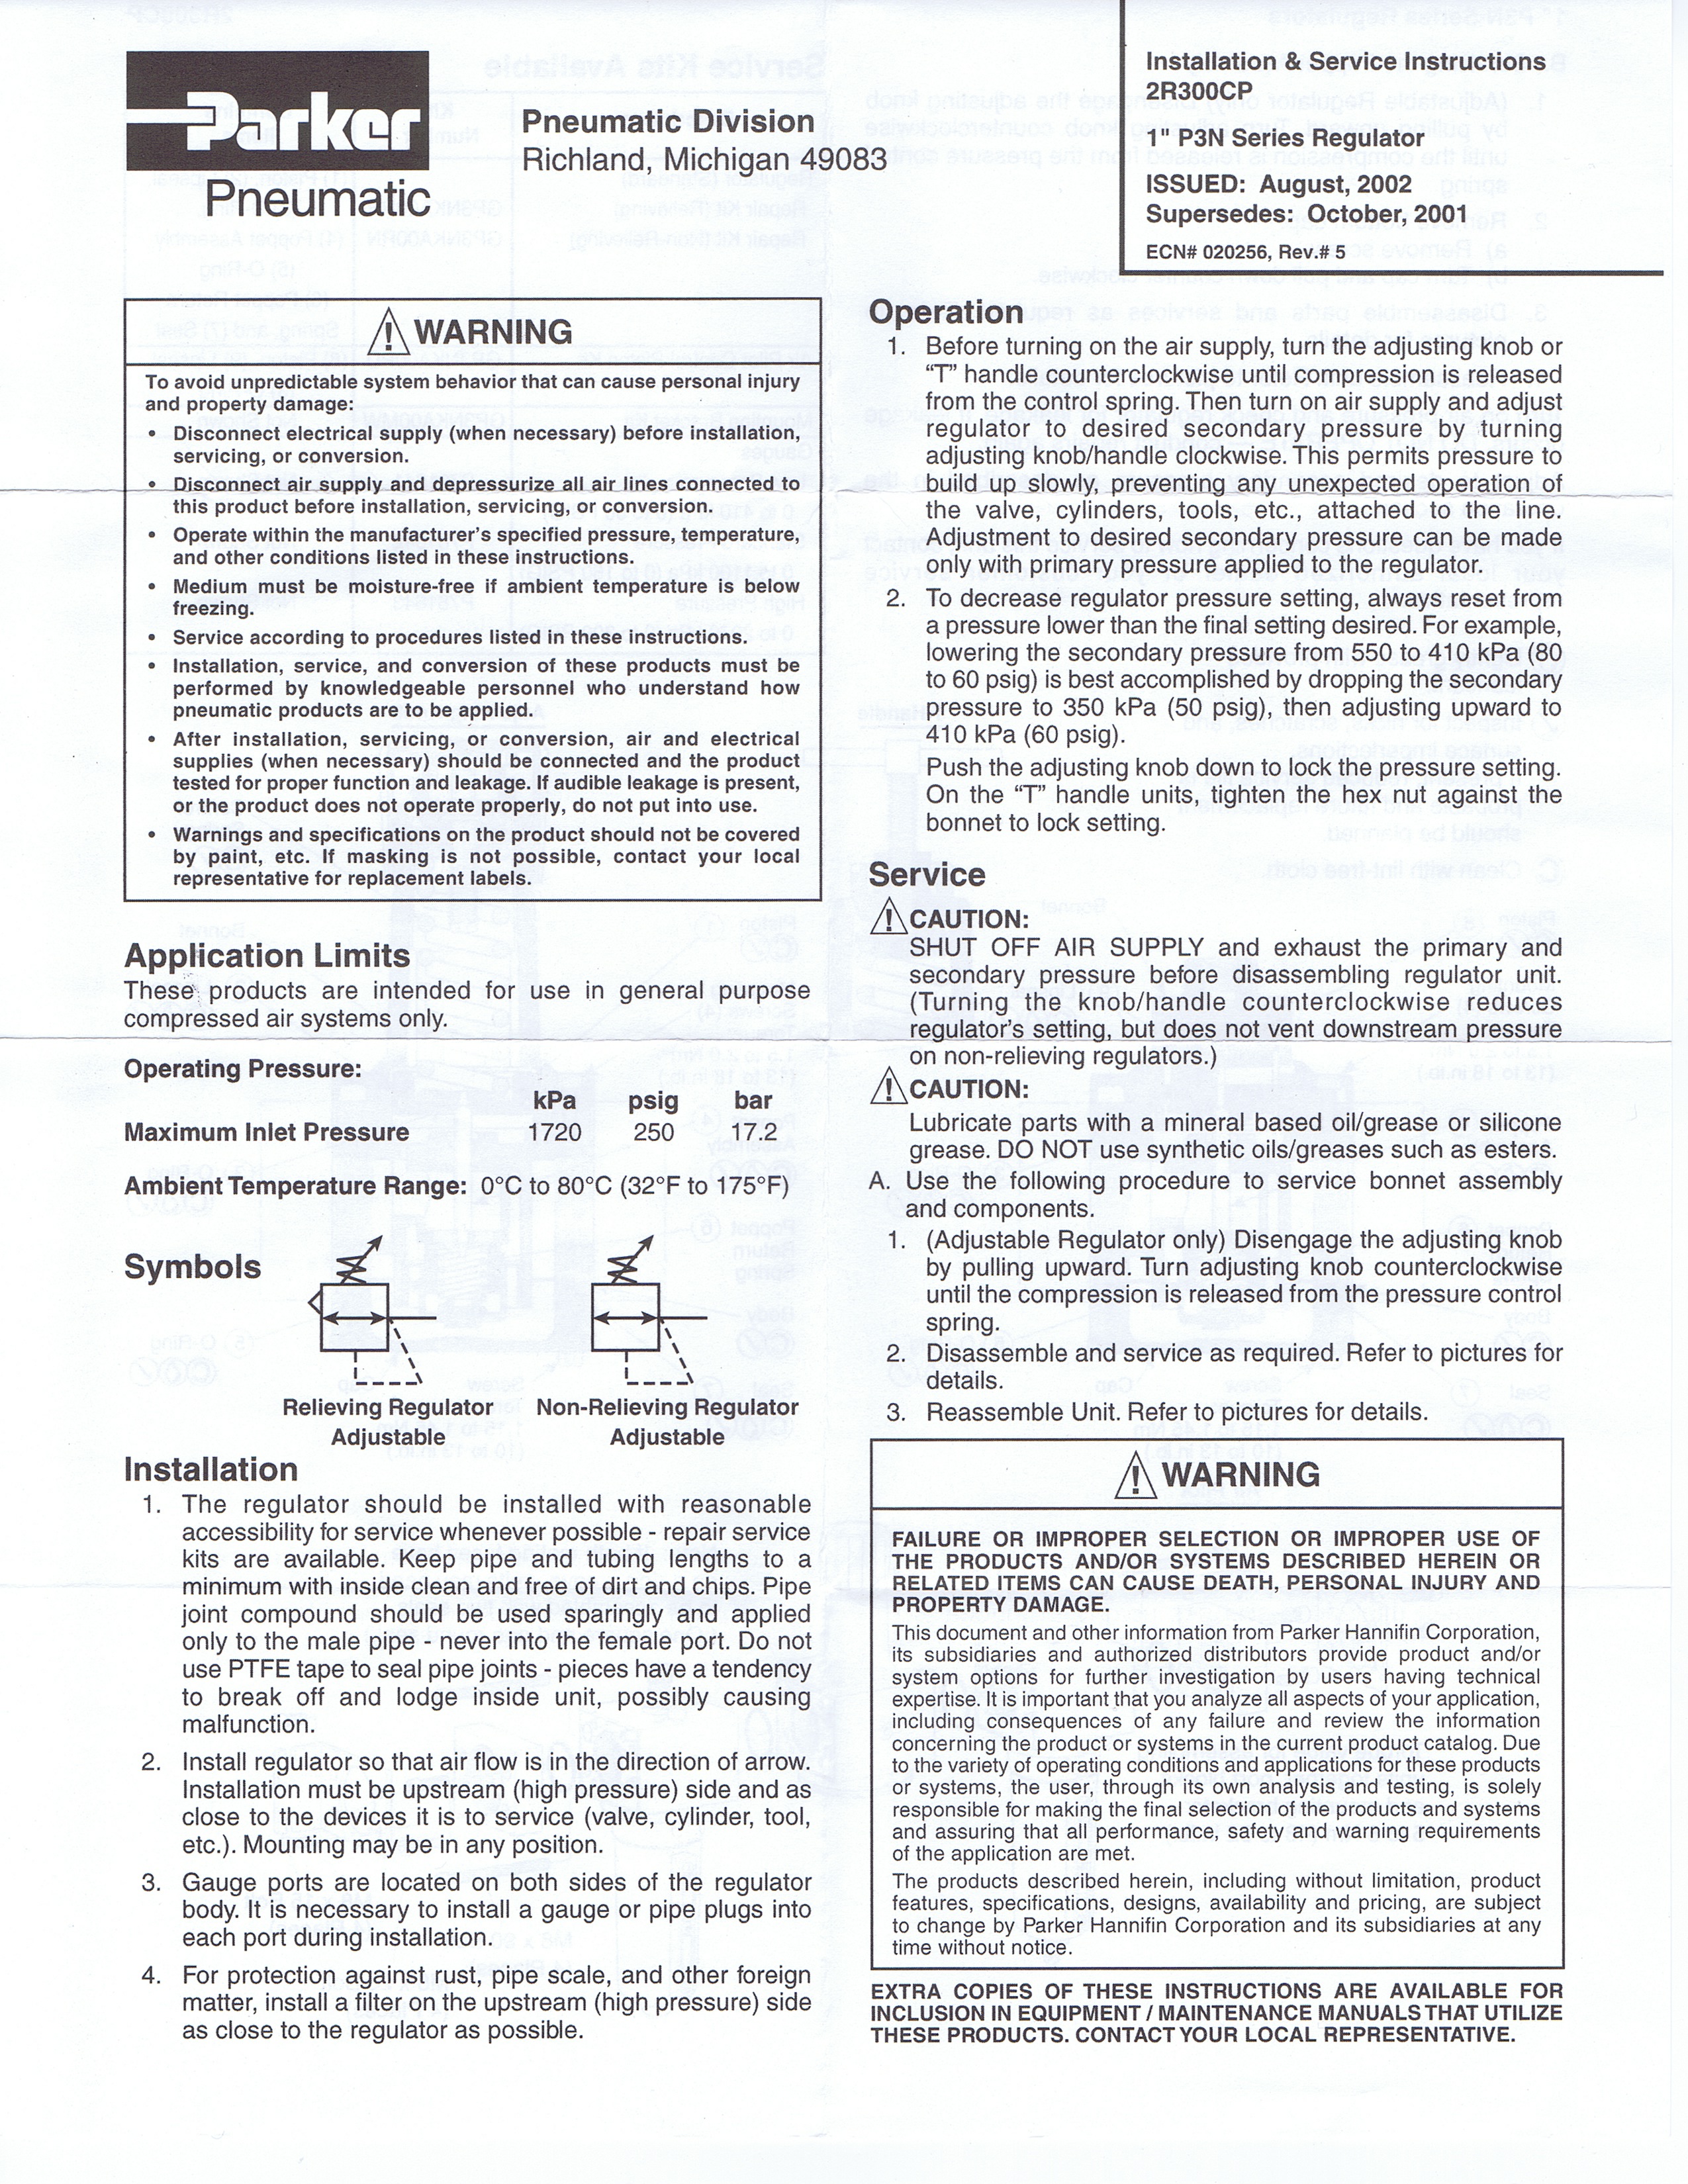 Parker
Pneumatic
Pneumatic Division
Richland, Michigan 49083
Installation & Service Instructions
2R300CP
1" P3N Series Regulator
ISSUED: August, 2002
Supersedes: October, 2001
ECN# 020256, Rev.# 5
WARNING
To avoid unpredictable system behavior that can cause personal injury
and property damage:
• Disconnect electrical supply (when necessary) before installation,
servicing, or conversion.
• Disconnect air supply and depressurize all air lines connected to
this product before installation, servicing, or conversion.
• Operate within the manufacturer's specified pressure, temperature,
and other conditions listed in these instructions.
• Medium must be moisture-free if ambient temperature is below
freezing.
• Service according to procedures listed in these instructions.
• Installation, service, and conversion of these products must be
performed by knowledgeable personnel who understand how
pneumatic products are to be applied.
• After installation, servicing, or conversion, air and electrical
supplies (when necessary) should be connected and the product
tested for proper function and leakage. If audible leakage is present,
or the product does not operate properly, do not put into use.
• Warnings and specifications on the product should not be covered
by paint, etc. If masking is not possible, contact your local
representative for replacement labels.
Application Limits
These products are intended for use in general purpose
compressed air systems only.
Operating Pressure:
kPa psig bar
Maximum Inlet Pressure 1720 250 17.2
Ambient Temperature Range: 0°C to 80°C (32°F to 175°F)
Symbols
Relieving Regulator
Adjustable
Non-Relieving Regulator
Adjustable
Installation
1. The regulator should be installed with reasonable
accessibility for service whenever possible - repair service
kits are available. Keep pipe and tubing lengths to a
minimum with inside clean and free of dirt and chips. Pipe
joint compound should be used sparingly and applied
only to the male pipe - never into the female port. Do not
use PTFE tape to seal pipe joints - pieces have a tendency
to break off and lodge inside unit, possibly causing
malfunction.
2. Install regulator so that air flow is in the direction of arrow.
Installation must be upstream (high pressure) side and as
close to the devices it is to service (valve, cylinder, tool,
etc.). Mounting may be in any position.
3. Gauge ports are located on both sides of the regulator
body. It is necessary to install a gauge or pipe plugs into
each port during installation.
4. For protection against rust, pipe scale, and other foreign
matter, install a filter on the upstream (high pressure) side
as close to the regulator as possible.
Operation
1. Before turning on the air supply, turn the adjusting knob or
“T” handle counterclockwise until compression is released
from the control spring. Then turn on air supply and adjust
regulator to desired secondary pressure by turning
adjusting knob/handle clockwise. This permits pressure to
build up slowly, preventing any unexpected operation of
the valve, cylinders, tools, etc., attached to the line.
Adjustment to desired secondary pressure can be made
only with primary pressure applied to the regulator.
2. To decrease regulator pressure setting, always reset from
a pressure lower than the final setting desired. For example,
lowering the secondary pressure from 550 to 410 kPa (80
to 60 psig) is best accomplished by dropping the secondary
pressure to 350 kPa (50 psig), then adjusting upward to
410 kPa (60 psig).
Push the adjusting knob down to lock the pressure setting.
On the “T” handle units, tighten the hex nut against the
bonnet to lock setting.
Service
CAUTION:
SHUT OFF AIR SUPPLY and exhaust the primary and
secondary pressure before disassembling regulator unit.
(Turning the knob/handle counterclockwise reduces
regulator's setting, but does not vent downstream pressure
on non-relieving regulators.)
CAUTION:
Lubricate parts with a mineral based oil/grease or silicone
grease. DO NOT use synthetic oils/greases such as esters.
A. Use the following procedure to service bonnet assembly
and components.
1. (Adjustable Regulator only) Disengage the adjusting knob
by pulling upward. Turn adjusting knob counterclockwise
until the compression is released from the pressure control
spring.
2. Disassemble and service as required. Refer to pictures for
details.
3. Reassemble Unit. Refer to pictures for details.
WARNING
FAILURE OR IMPROPER SELECTION OR IMPROPER USE OF
THE PRODUCTS AND/OR SYSTEMS DESCRIBED HEREIN OR
RELATED ITEMS CAN CAUSE DEATH, PERSONAL INJURY AND
PROPERTY DAMAGE.
This document and other information from Parker Hannifin Corporation,
its subsidiaries and authorized distributors provide product and/or
system options for further investigation by users having technical
expertise. It is important that you analyze all aspects of your application,
including consequences of any failure and review the information
concerning the product or systems in the current product catalog. Due
to the variety of operating conditions and applications for these products
or systems, the user, through its own analysis and testing, is solely
responsible for making the final selection of the products and systems
and assuring that all performance, safety and warning requirements
of the application are met.
The products described herein, including without limitation, product
features, specifications, designs, availability and pricing, are subject
to change by Parker Hannifin Corporation and its subsidiaries at any
time without notice.
EXTRA COPIES OF THESE INSTRUCTIONS ARE AVAILABLE FOR
INCLUSION IN EQUIPMENT / MAINTENANCE MANUALS THAT UTILIZE
THESE PRODUCTS. CONTACT YOUR LOCAL REPRESENTATIVE.